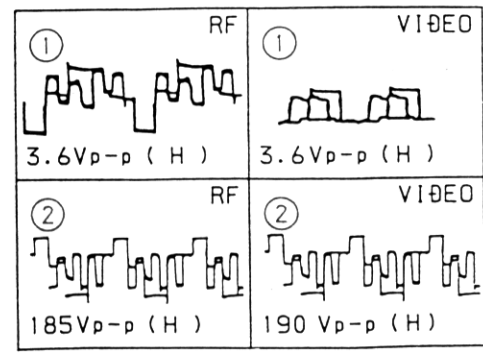 RF
1
3.6Vp-p ( H )
VIDEO
1
3.6Vp-p ( H )
RF
2
185Vp-p ( H )
VIDEO
2
190 Vp-p ( H )